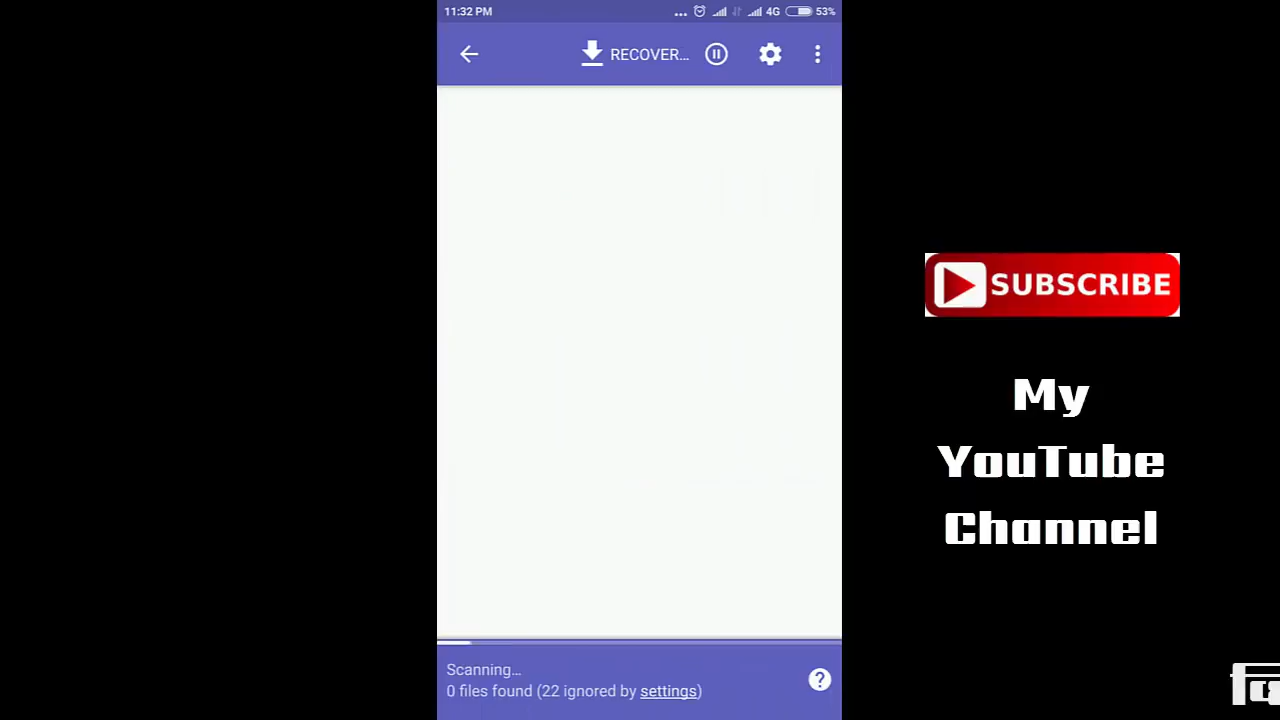 11:32 PM
4G
53%
RECOVER...
SUBSCRIBE
My
YouTube
Channel
Scanning...
0 files found (22 ignored by settings)